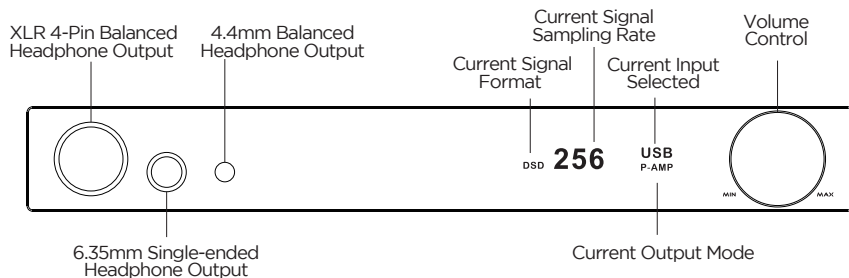 XLR 4-Pin Balanced
Headphone Output
4.4mm Balanced
Headphone Output
Current Signal
Format
Current Signal
Sampling Rate
Current Input
Selected
Volume
Control
DSD 256
USB
P-AMP
MIN
MAX
6.35mm Single-ended
Headphone Output
Current Output Mode